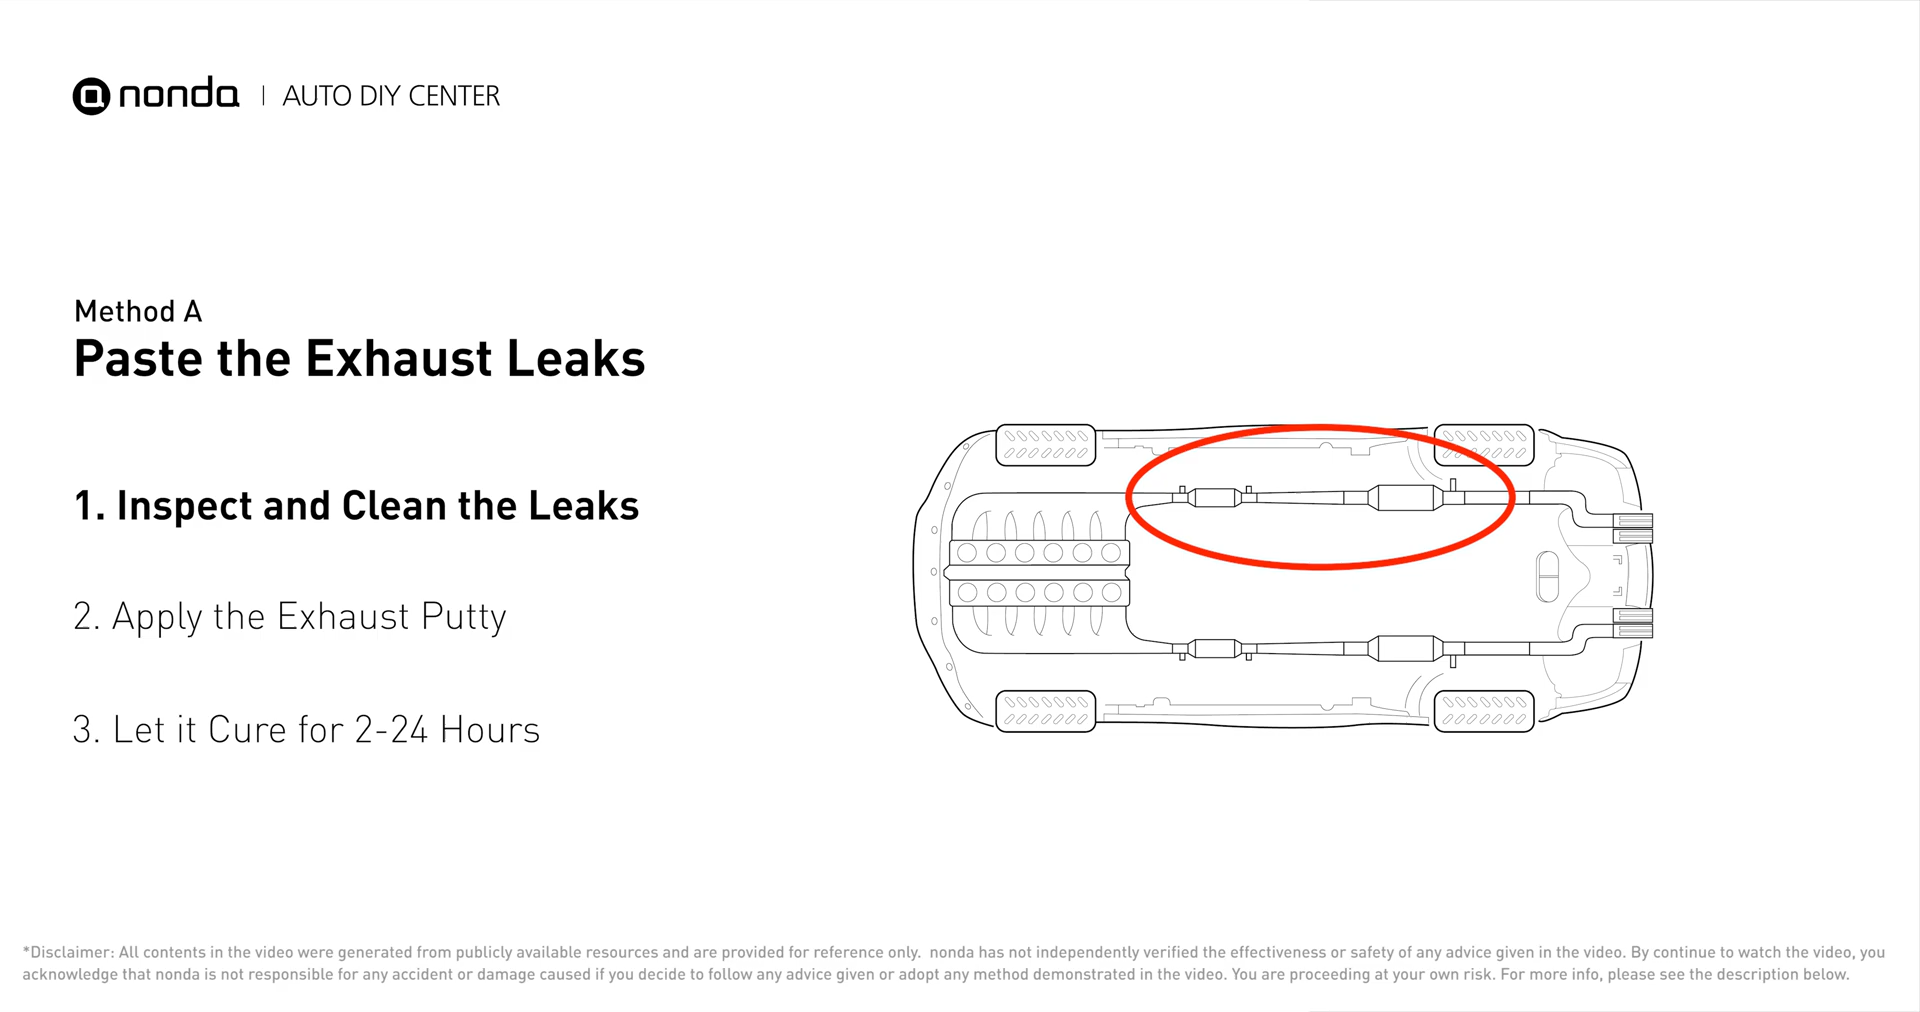 nonda | AUTO DIY CENTER
Method A
Paste the Exhaust Leaks
1. Inspect and Clean the Leaks
2. Apply the Exhaust Putty
3. Let it Cure for 2-24 Hours
*Disclaimer: All contents in the video were generated from publicly available resources and are provided for reference only. nonda has not independently verified the effectiveness or safety of any advice given in the video. By continue to watch the video, you
acknowledge that nonda is not responsible for any accident or damage caused if you decide to follow any advice given or adopt any method demonstrated in the video. You are proceeding at your own risk. For more info, please see the description below.